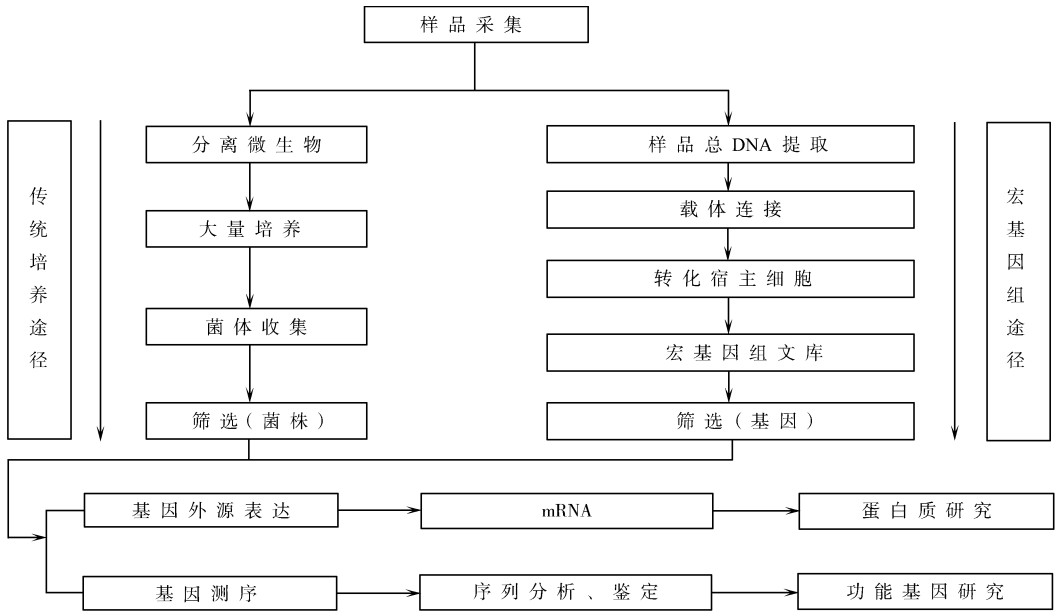 样品采集
传统培养途径
分离微生物
大量培养
菌体收集
筛选(菌株)
样品总DNA提取
载体连接
转化宿主细胞
宏基因组文库
筛选(基因)
宏基因组途径
基因外源表达
mRNA
蛋白质研究
基因测序
序列分析、鉴定
功能基因研究